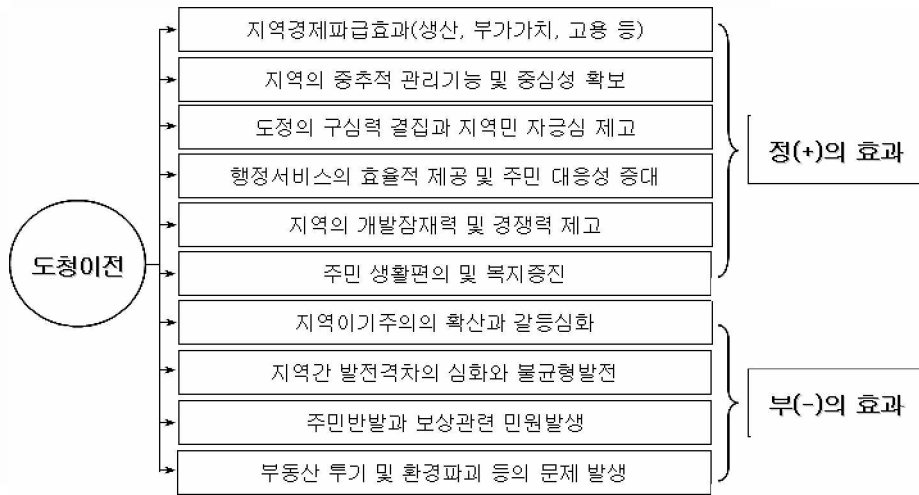 지역경제파급효과(생산, 부가가치, 고용 등)
지역의 중추적 관리기능 및 중심성 확보
도정의 구심력 결집과 지역민 자긍심 제고
행정서비스의 효율적 제공 및 주민 대응성 증대
지역의 개발잠재력 및 경쟁력 제고
주민 생활편의 및 복지증진
지역이기주의의 확산과 갈등심화
지역간 발전격차의 심화와 불균형발전
주민반발과 보상관련 민원발생
부동산 투기 및 환경파괴 등의 문제 발생
도청이전
정(+)의 효과
부(-)의 효과